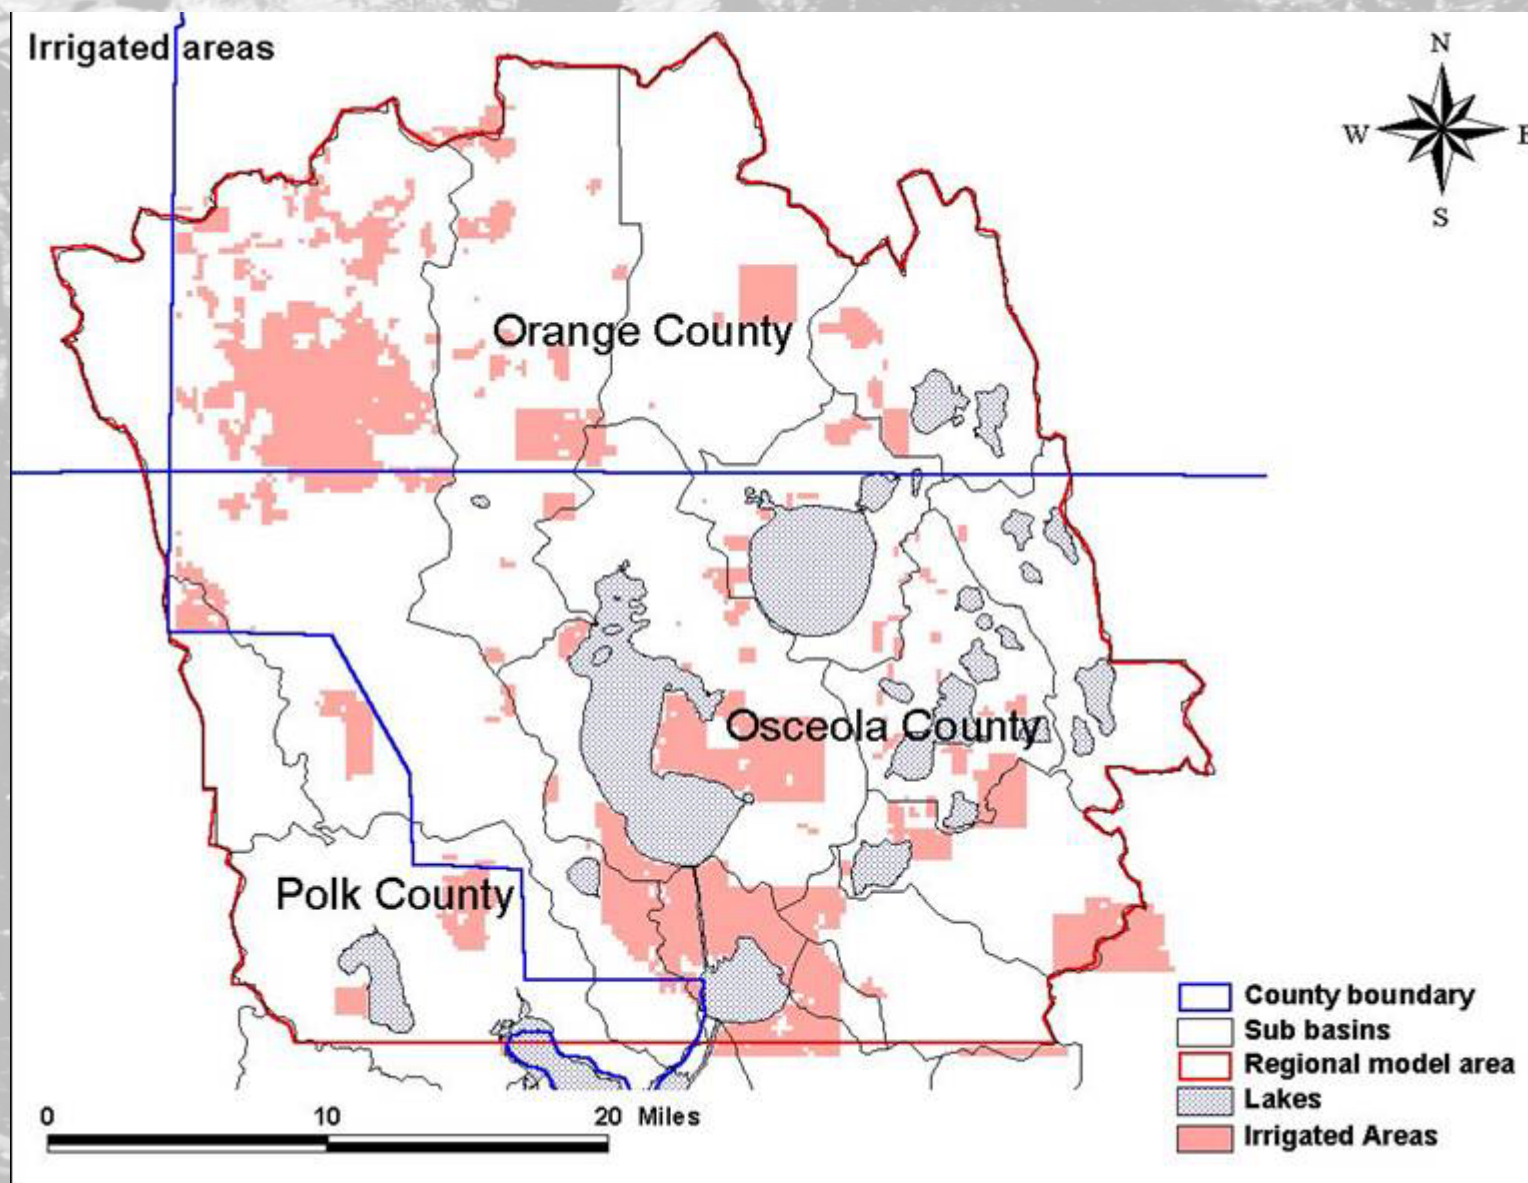 Irrigated areas
N
W E
S
Orange County
Osceola County
Polk County
County boundary
Sub basins
Regional model area
Lakes
Irrigated Areas
0 10 20 Miles